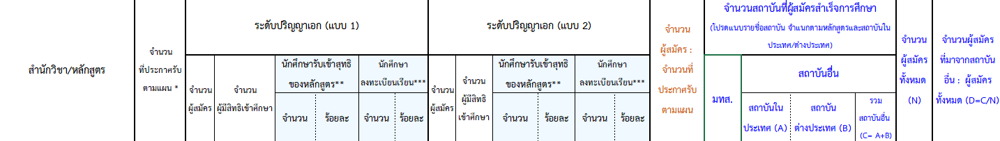 สำนักวิชา/หลักสูตร
จำนวน
ที่ประกาศรับ
ตามแผน *
ระดับปริญญาเอก (แบบ 1)
จำนวน
ผู้สมัคร
จำนวน
ผู้มีสิทธิเข้าศึกษา
นักศึกษารับเข้าสุทธิ
ของหลักสูตร**
จำนวน
ร้อยละ
นักศึกษา
ลงทะเบียนเรียน***
จำนวน
ร้อยละ
ระดับปริญญาเอก (แบบ 2)
จำนวน
ผู้สมัคร
จำนวน
ผู้มีสิทธิ
เข้าศึกษา
นักศึกษารับเข้าสุทธิ
ของหลักสูตร**
จำนวน
ร้อยละ
นักศึกษา
ลงทะเบียนเรียน***
จำนวน
ร้อยละ
จำนวน
ผู้สมัคร :
จำนวนที่
ประกาศรับ
ตามแผน
จำนวนสถาบันที่ผู้สมัครสำเร็จการศึกษา
(โปรดแนบรายชื่อสถาบัน จำแนกตามหลักสูตรและสถาบันใน
ประเทศ/ต่างประเทศ)
มทส.
สถาบันอื่น
สถาบันใน
ประเทศ (A)
สถาบัน
ต่างประเทศ (B)
รวม
สถาบันอื่น
(C= A+B)
จำนวน
ผู้สมัคร
ทั้งหมด
(N)
จำนวนผู้สมัคร
ที่มาจากสถาบัน
อื่น : ผู้สมัคร
ทั้งหมด (D=C/N)